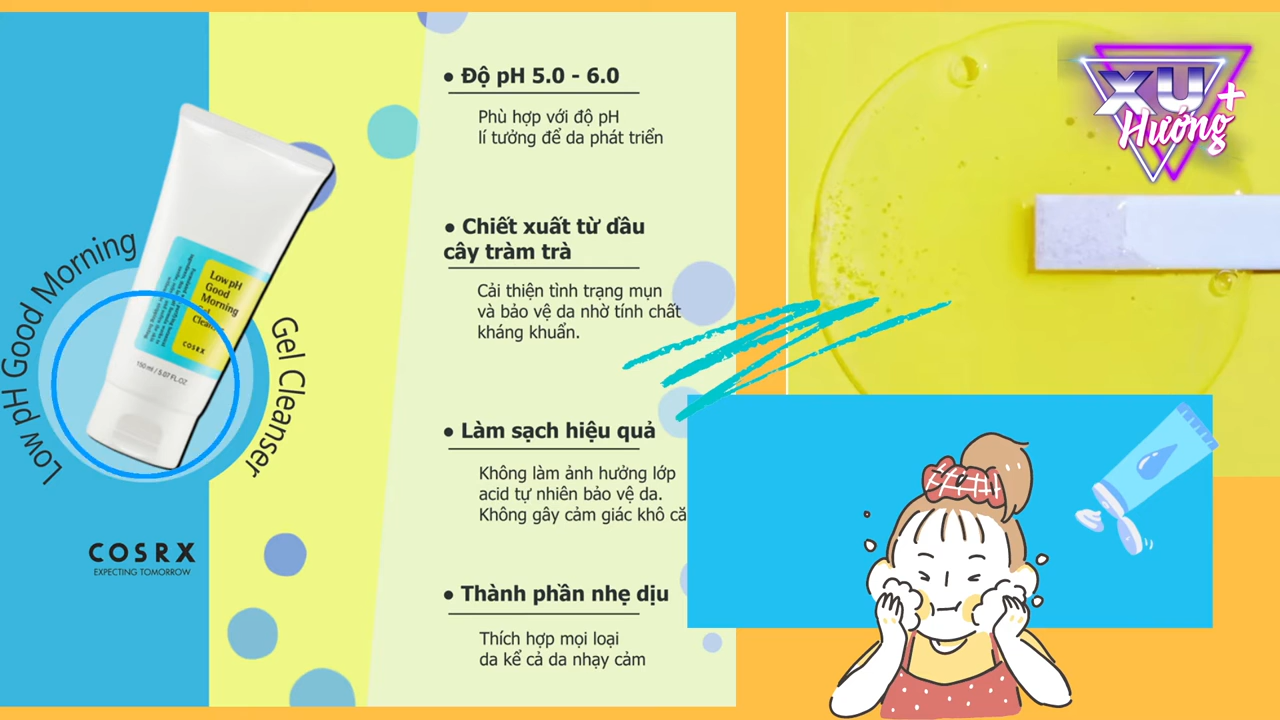 Low pH Good Morning
Gel Cleanser
Low pH
Good
Morning
Gel
Cleanser
COSRX
150 ml / 5.07 FL.OZ
COSRX
EXPECTING TOMORROW
● Độ pH 5.0 - 6.0
Phù hợp với độ pH
lí tưởng để da phát triển
● Chiết xuất từ dầu
cây tràm trà
Cải thiện tình trạng mụn
và bảo vệ da nhờ tính chất
kháng khuẩn.
● Làm sạch hiệu quả
Không làm ảnh hưởng lớp
acid tự nhiên bảo vệ da.
Không gây cảm giác khô că
● Thành phần nhẹ dịu
Thích hợp mọi loại
da kể cả da nhạy cảm
XU
Hướng+